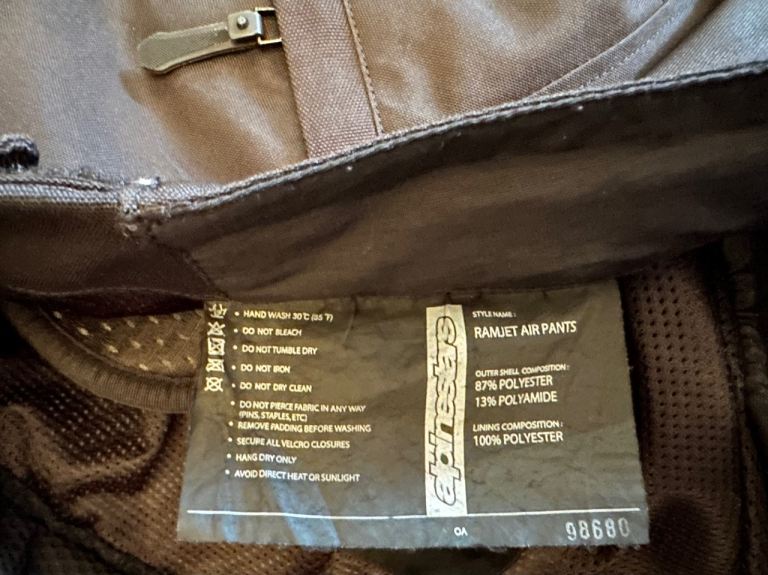 • HAND WASH 30°C (85 °F)
• DO NOT BLEACH
• DO NOT TUMBLE DRY
• DO NOT IRON
• DO NOT DRY CLEAN
• DO NOT PIERCE FABRIC IN ANY WAY
(PINS, STAPLES, ETC)
• REMOVE PADDING BEFORE WASHING
• SECURE ALL VELCRO CLOSURES
• HANG DRY ONLY
• AVOID DIRECT HEAT OR SUNLIGHT
alpinestars
STYLE NAME :
RAMJET AIR PANTS
OUTER SHELL COMPOSITION :
87% POLYESTER
13% POLYAMIDE
LINING COMPOSITION :
100% POLYESTER
OA
98680